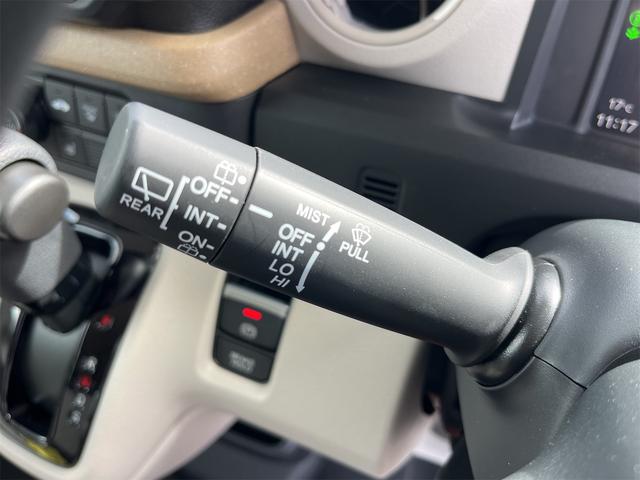 17°C
11:17
REAR
OFF
INT
ON
MIST
OFF
INT
LO
HI
PULL
R